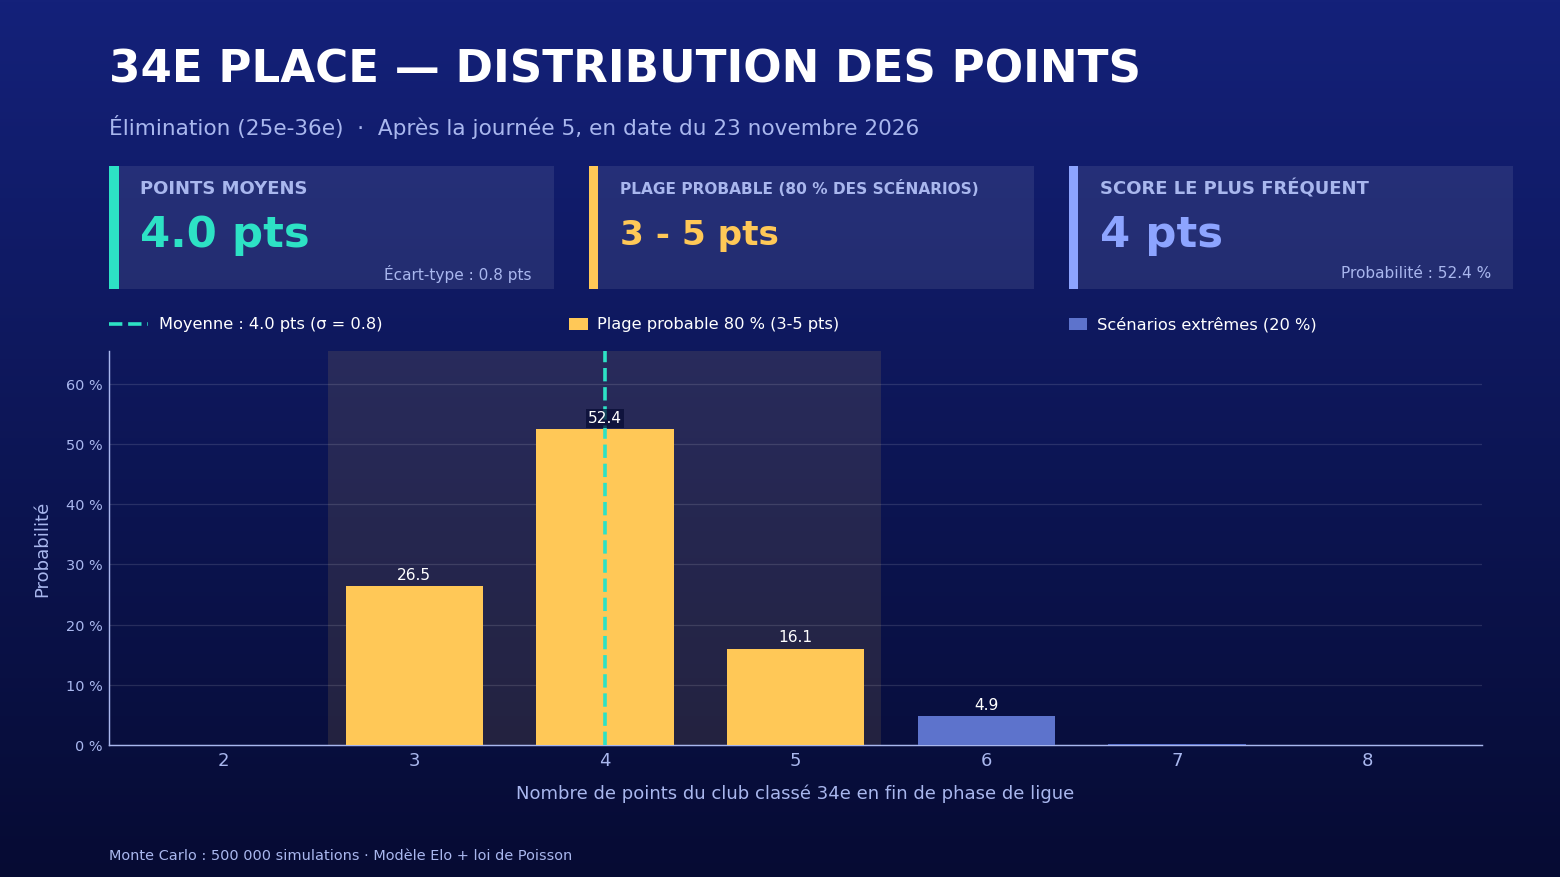 34E PLACE — DISTRIBUTION DES POINTS
Élimination (25e-36e)  ·  Après la journée 5, en date du 23 novembre 2026
POINTS MOYENS
4.0 pts
Écart-type : 0.8 pts
PLAGE PROBABLE (80 % DES SCÉNARIOS)
3 - 5 pts
SCORE LE PLUS FRÉQUENT
4 pts
Probabilité : 52.4 %
Moyenne : 4.0 pts (σ = 0.8)
Plage probable 80 % (3-5 pts)
Scénarios extrêmes (20 %)
Probabilité
60 %
50 %
40 %
30 %
20 %
10 %
0 %
26.5
52.4
16.1
4.9
2
3
4
5
6
7
8
Nombre de points du club classé 34e en fin de phase de ligue
Monte Carlo : 500 000 simulations · Modèle Elo + loi de Poisson